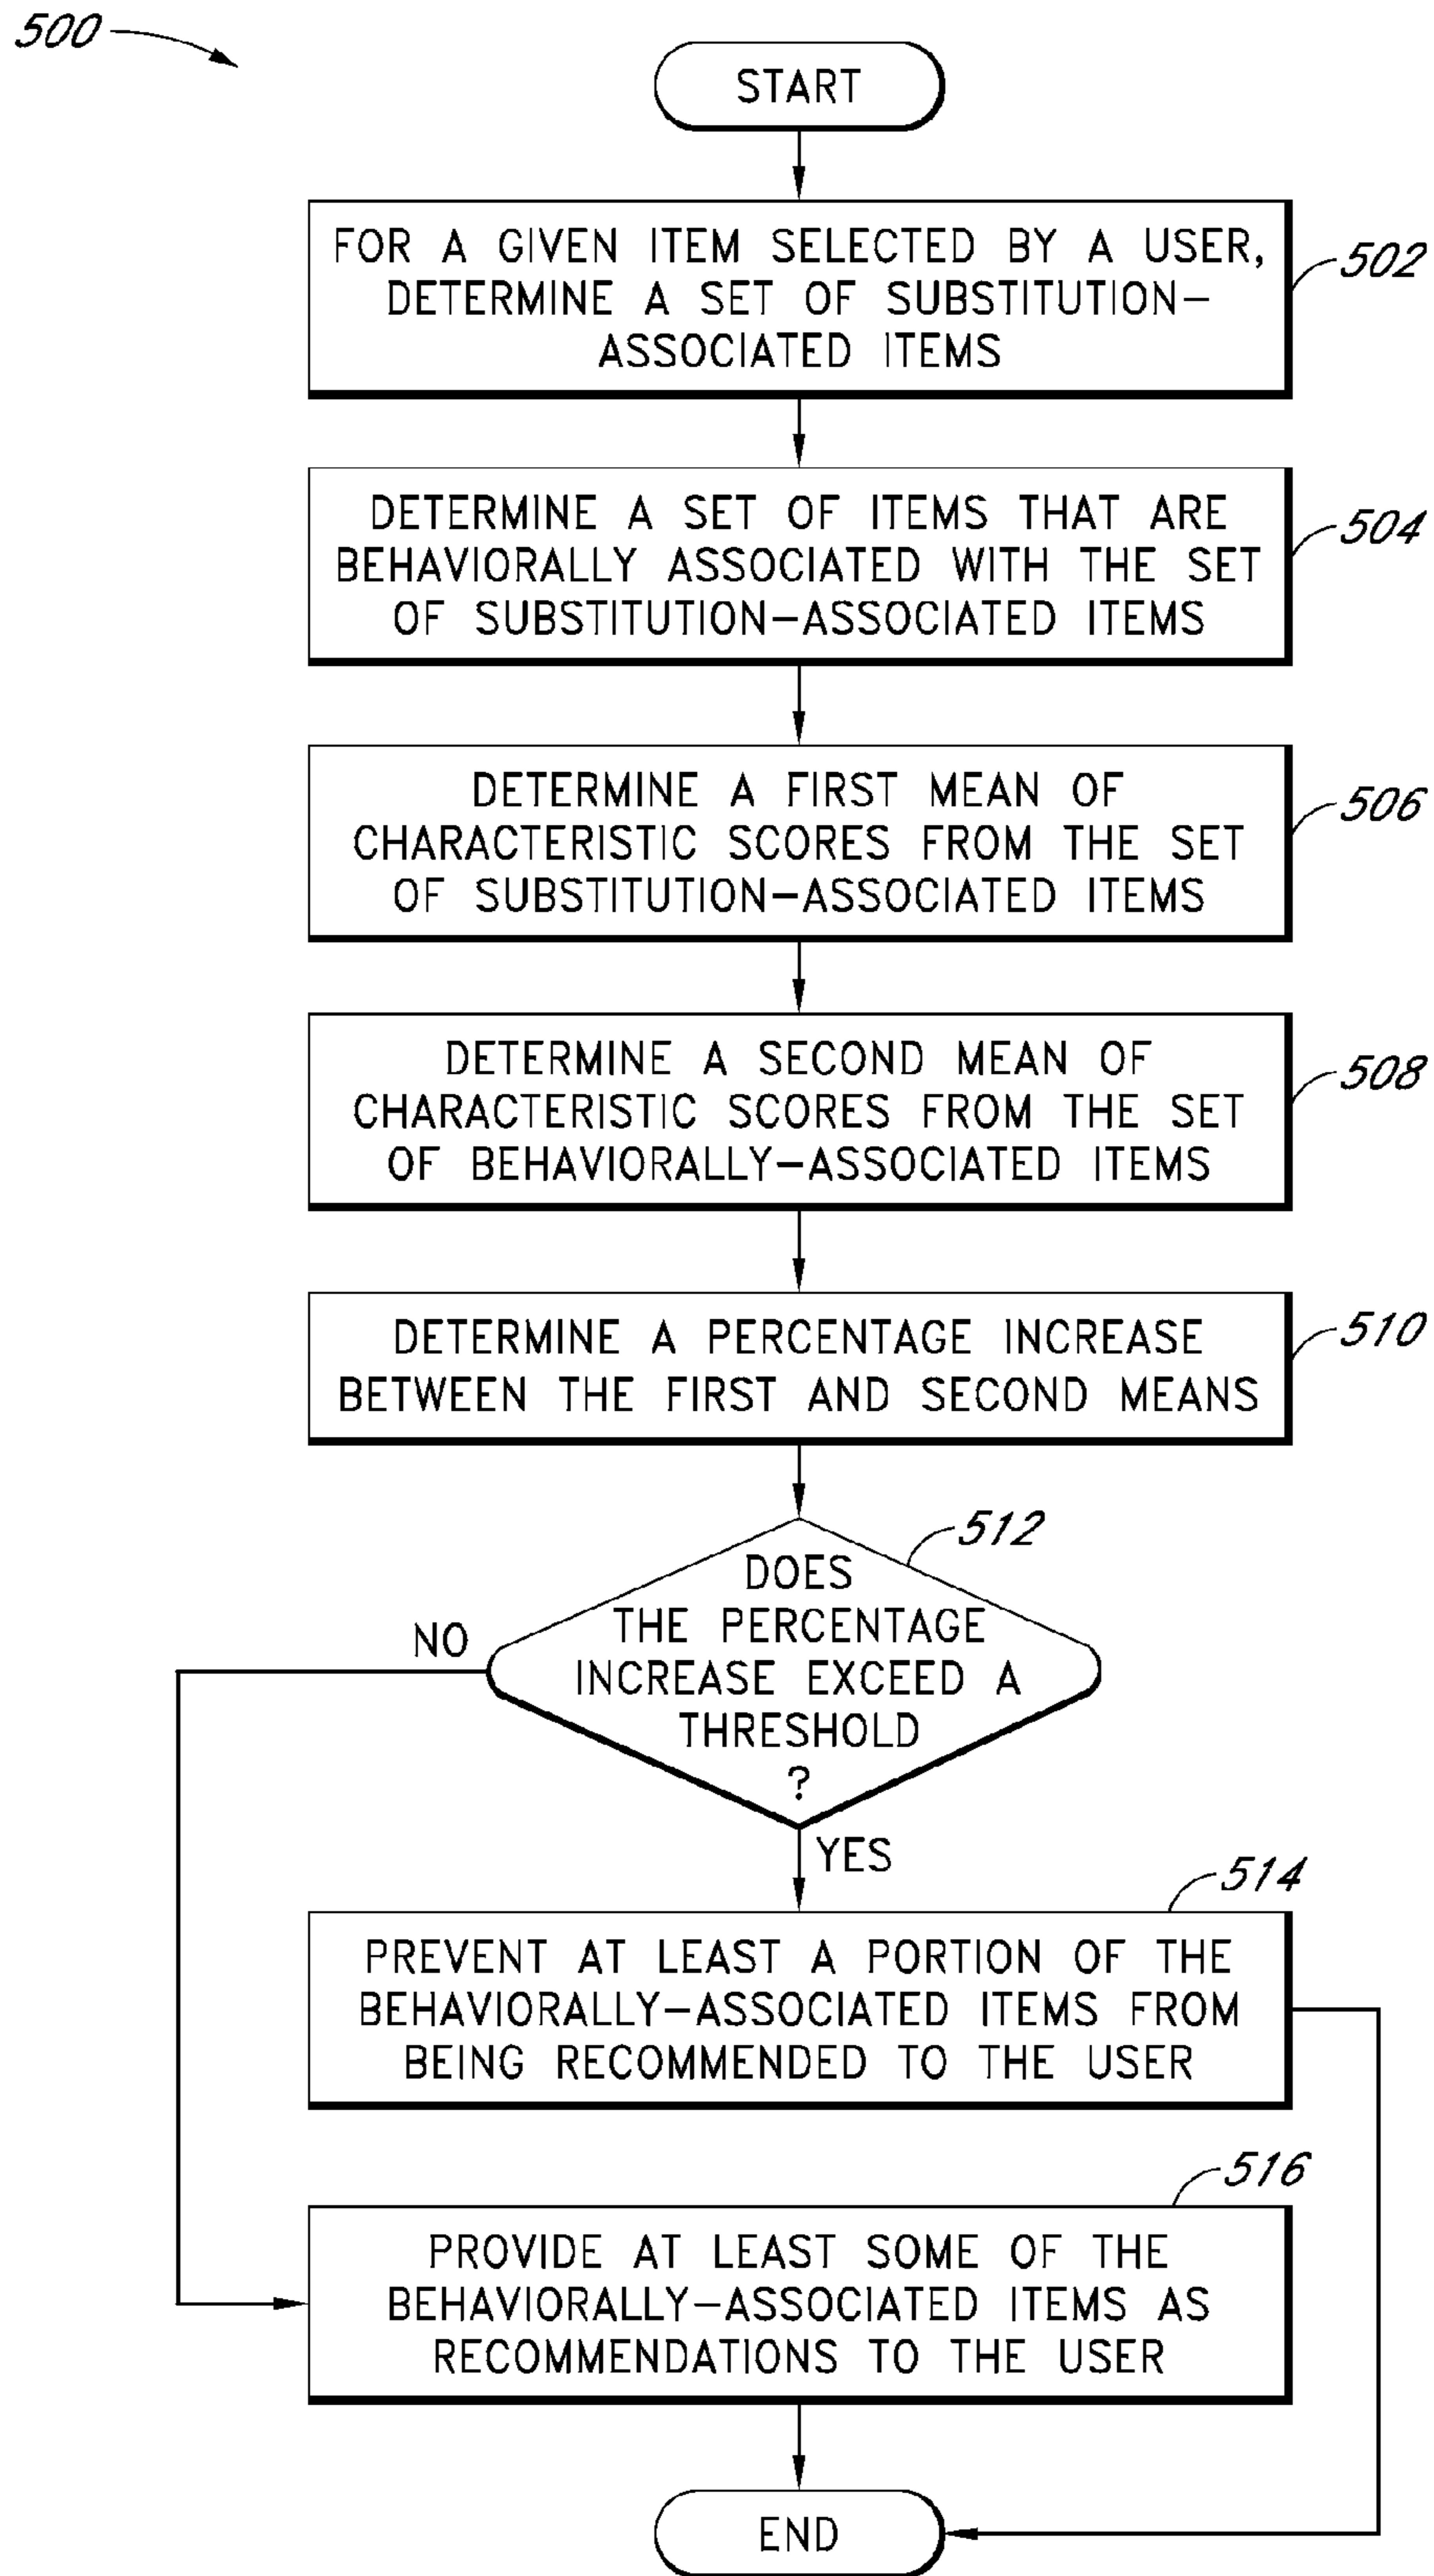 500
START
FOR A GIVEN ITEM SELECTED BY A USER,
DETERMINE A SET OF SUBSTITUTION-
ASSOCIATED ITEMS
502
DETERMINE A SET OF ITEMS THAT ARE
BEHAVIORALLY ASSOCIATED WITH THE SET
OF SUBSTITUTION-ASSOCIATED ITEMS
504
DETERMINE A FIRST MEAN OF
CHARACTERISTIC SCORES FROM THE SET
OF SUBSTITUTION-ASSOCIATED ITEMS
506
DETERMINE A SECOND MEAN OF
CHARACTERISTIC SCORES FROM THE SET
OF BEHAVIORALLY-ASSOCIATED ITEMS
508
DETERMINE A PERCENTAGE INCREASE
BETWEEN THE FIRST AND SECOND MEANS
510
512
DOES
THE PERCENTAGE
INCREASE EXCEED A
THRESHOLD
?
NO
YES
514
PREVENT AT LEAST A PORTION OF THE
BEHAVIORALLY-ASSOCIATED ITEMS FROM
BEING RECOMMENDED TO THE USER
516
PROVIDE AT LEAST SOME OF THE
BEHAVIORALLY-ASSOCIATED ITEMS AS
RECOMMENDATIONS TO THE USER
END